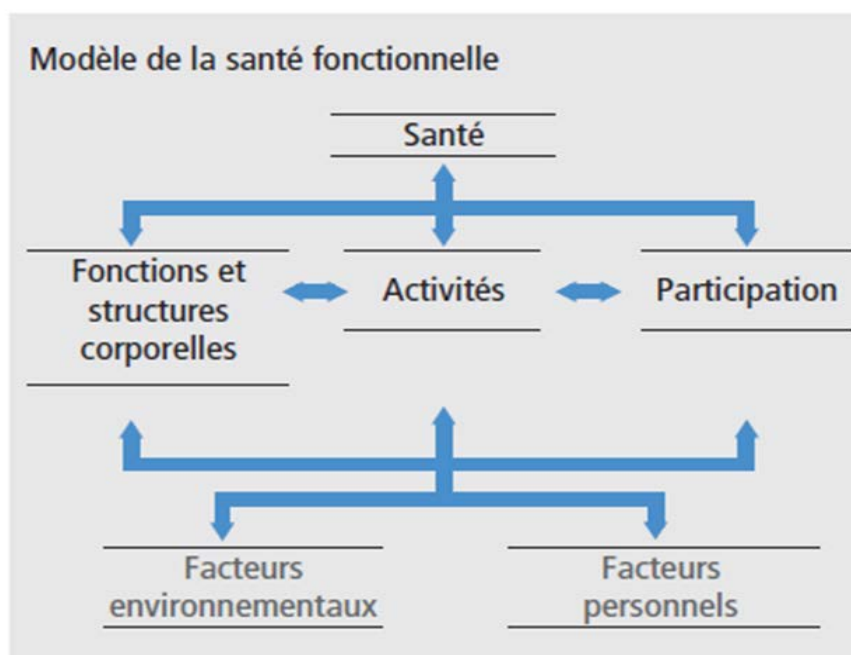 Modèle de la santé fonctionnelle
Santé
Fonctions et
structures
corporelles
Activités
Participation
Facteurs
environnementaux
Facteurs
personnels